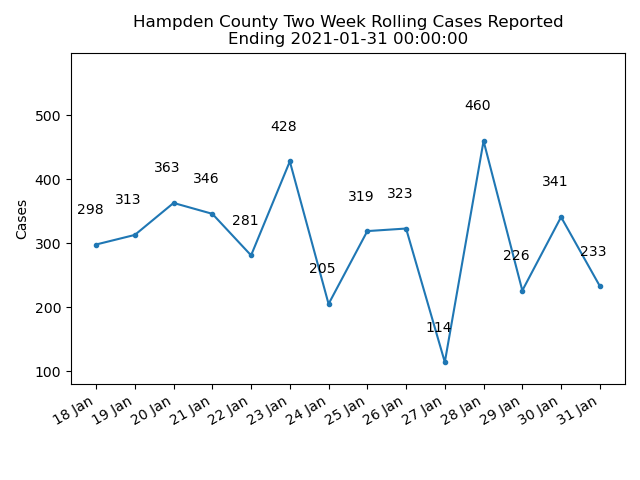 Hampden County Two Week Rolling Cases Reported
Ending 2021-01-31 00:00:00
Cases
500
400
300
200
100
298
313
363
346
281
428
205
319
323
114
460
226
341
233
18 Jan
19 Jan
20 Jan
21 Jan
22 Jan
23 Jan
24 Jan
25 Jan
26 Jan
27 Jan
28 Jan
29 Jan
30 Jan
31 Jan